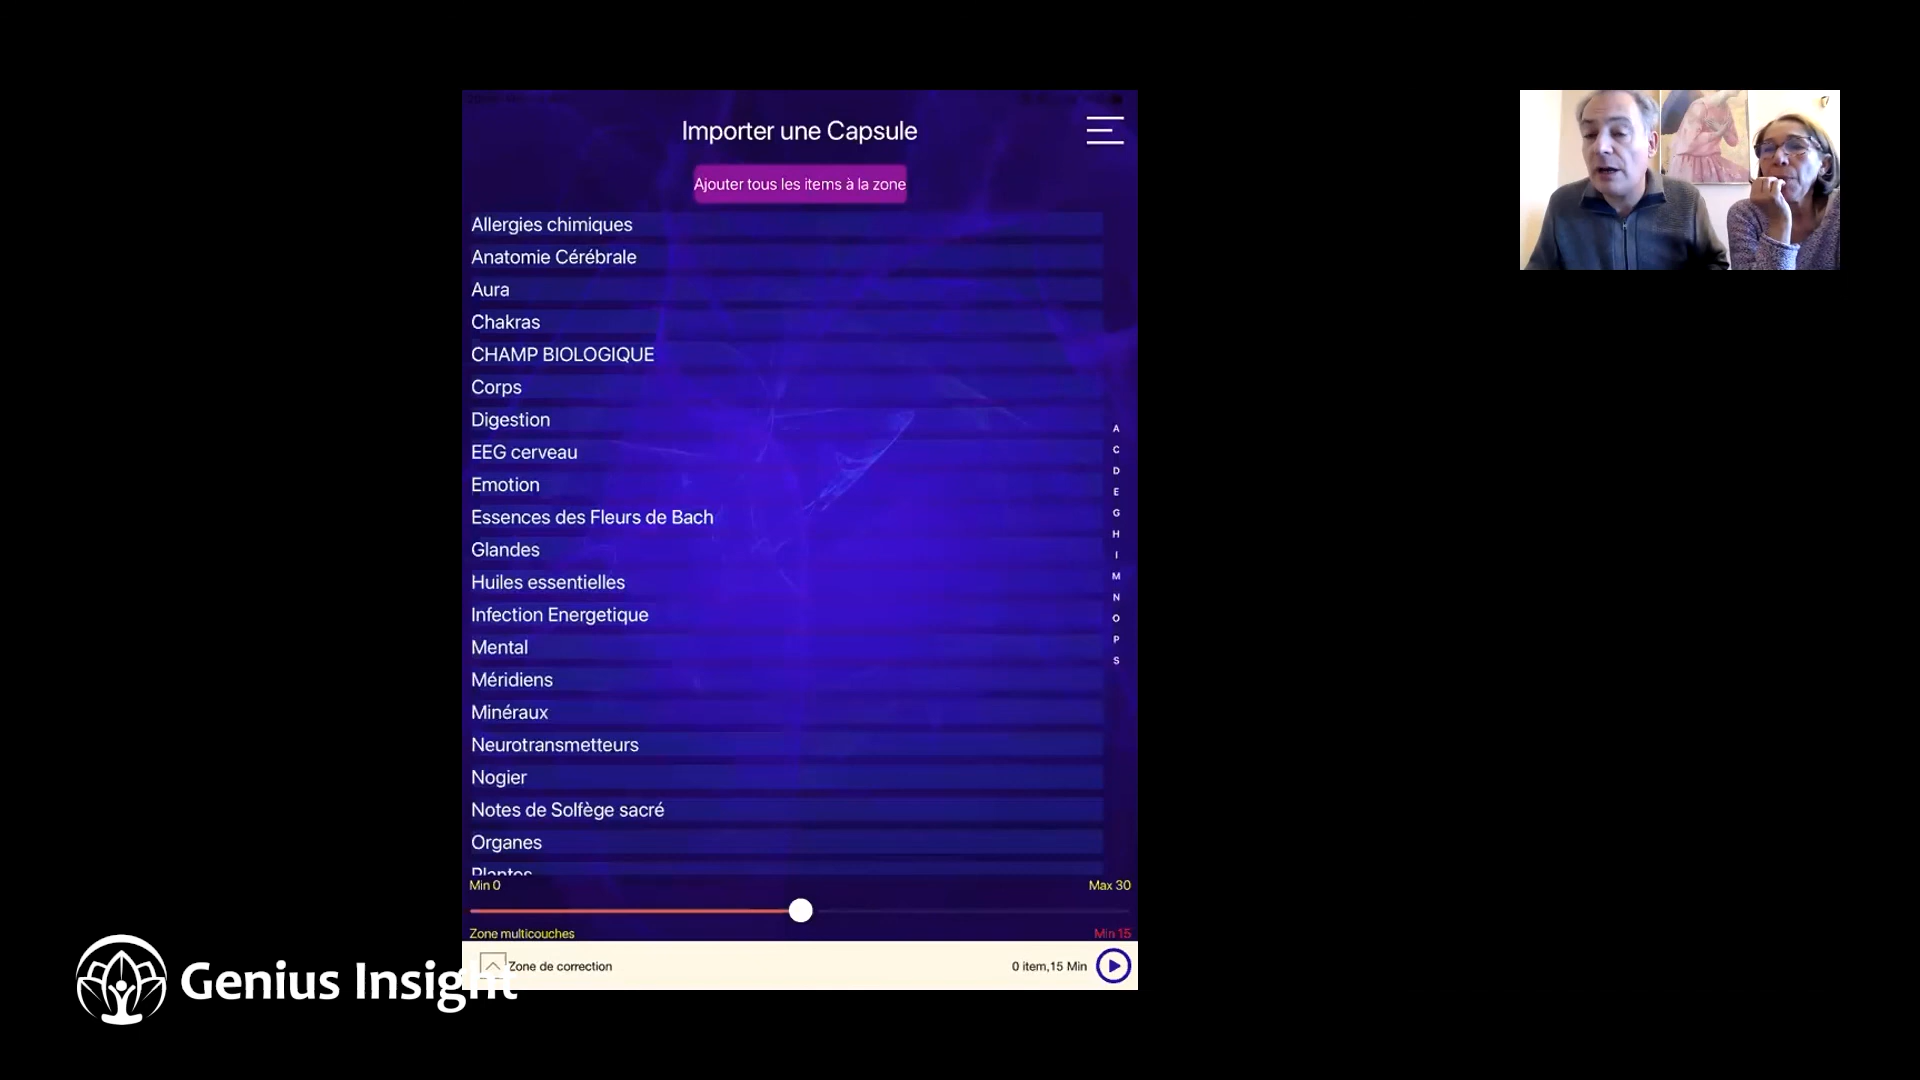 Importer une Capsule
Ajouter tous les items à la zone
Allergies chimiques
Anatomie Cérébrale
Aura
Chakras
CHAMP BIOLOGIQUE
Corps
Digestion
EEG cerveau
Emotion
Essences des Fleurs de Bach
Glandes
Huiles essentielles
Infection Energetique
Mental
Méridiens
Minéraux
Neurotransmetteurs
Nogier
Notes de Solfège sacré
Organes
Plantes
A
C
D
E
G
H
I
M
N
O
P
S
Min 0 Max 30
Zone multicouches Min 15
Zone de correction 0 item,15 Min
Genius Insight